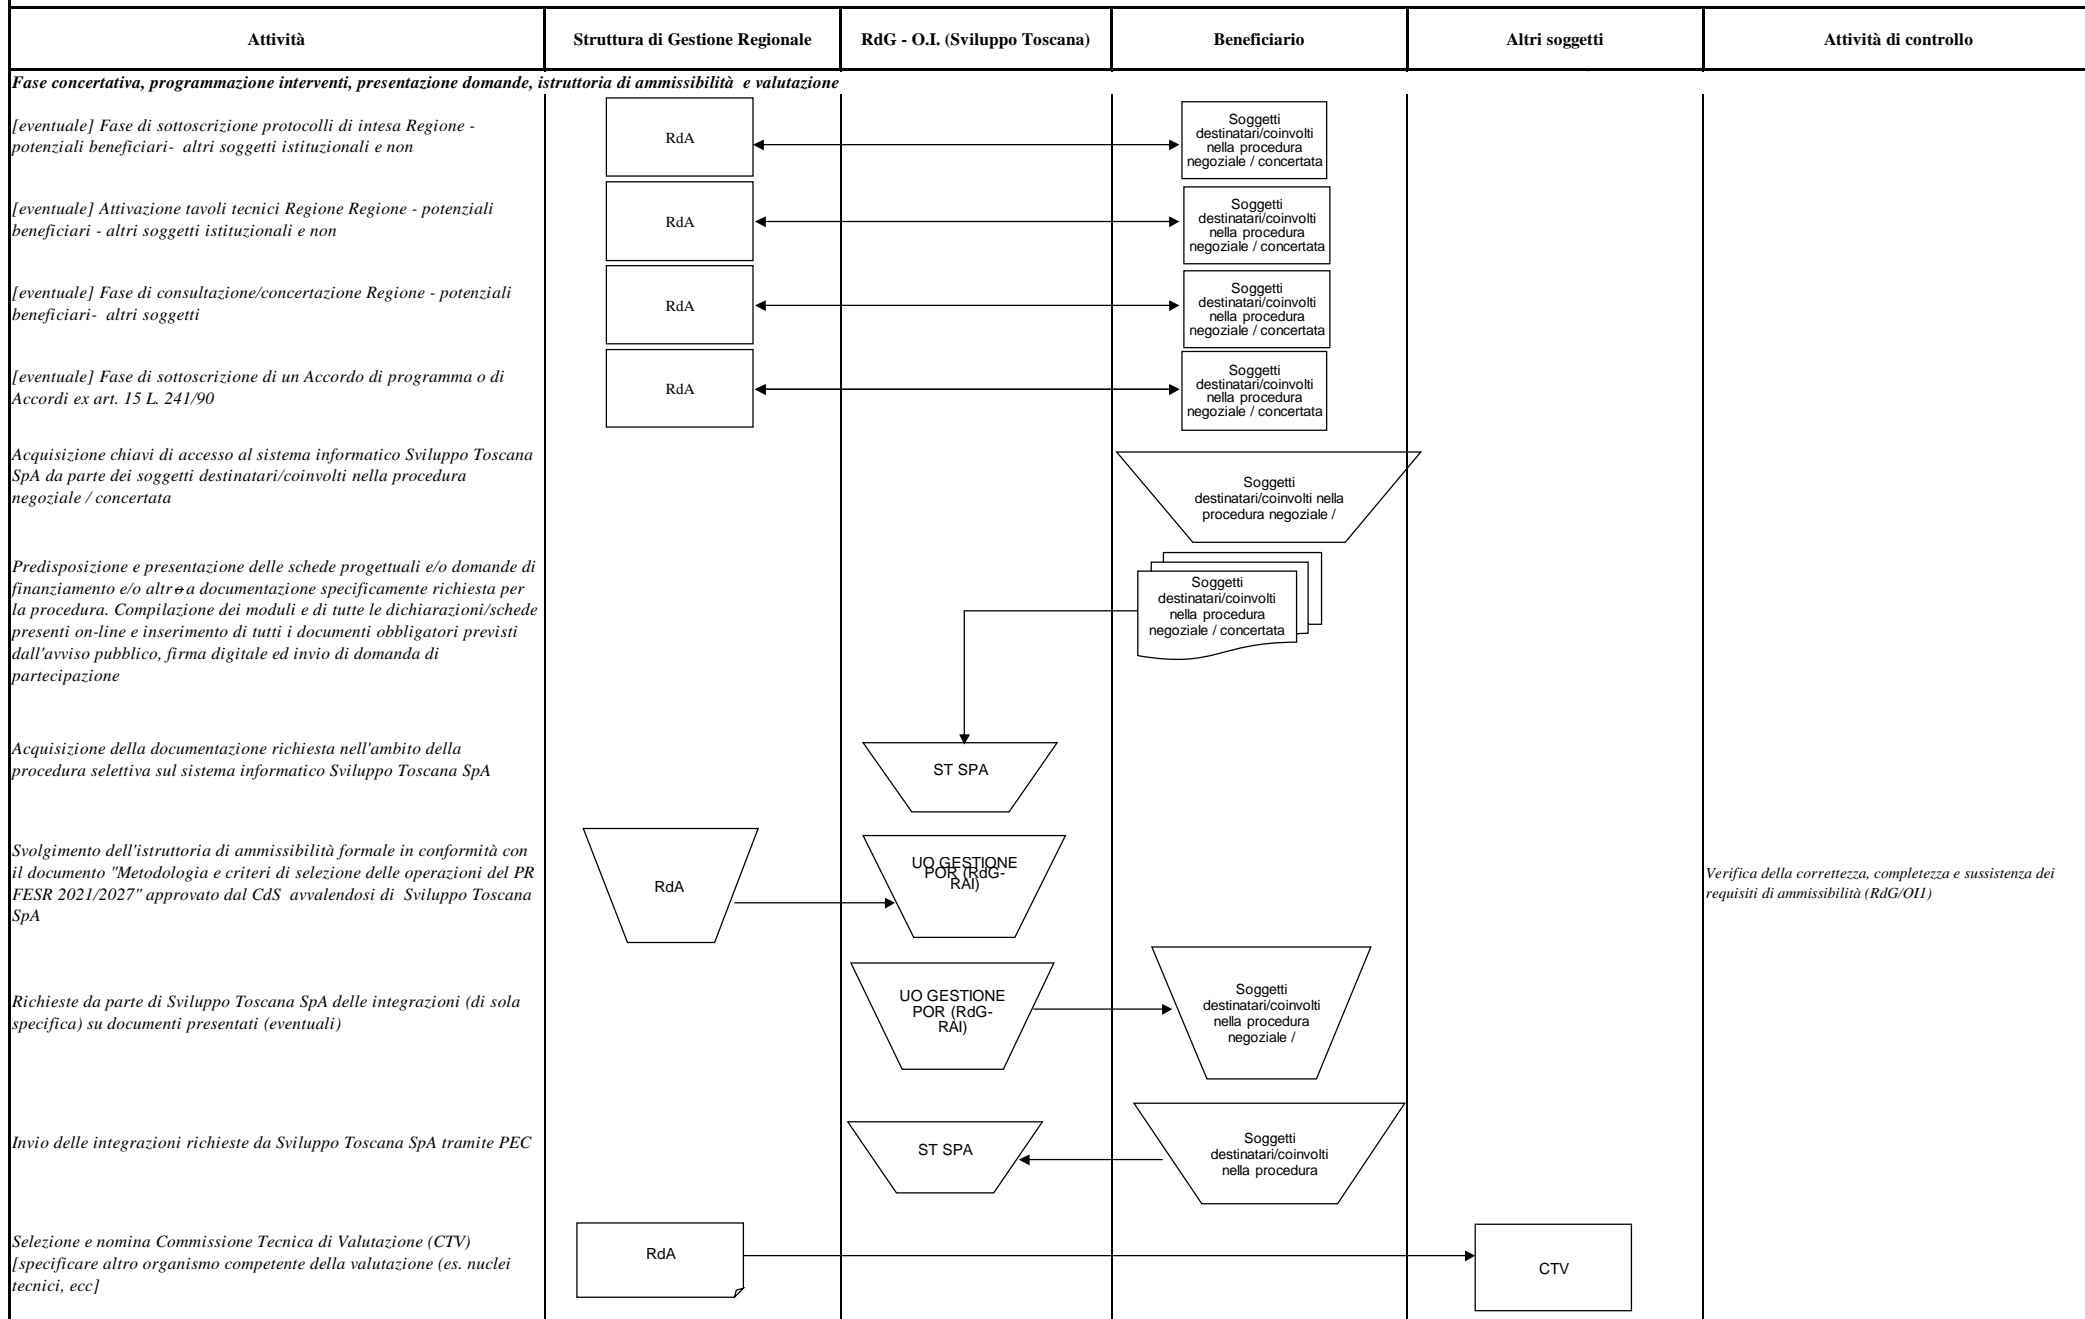 Attività
Struttura di Gestione Regionale
RdG - O.I. (Sviluppo Toscana)
Beneficiario
Altri soggetti
Attività di controllo
Fase concertativa, programmazione interventi, presentazione domande, istruttoria di ammissibilità  e valutazione
[eventuale] Fase di sottoscrizione protocolli di intesa Regione -
potenziali beneficiari-  altri soggetti istituzionali e non
RdA
Soggetti
destinatari/coinvolti
nella procedura
negoziale / concertata
[eventuale] Attivazione tavoli tecnici Regione Regione - potenziali
beneficiari - altri soggetti istituzionali e non
RdA
Soggetti
destinatari/coinvolti
nella procedura
negoziale / concertata
[eventuale] Fase di consultazione/concertazione Regione - potenziali
beneficiari-  altri soggetti
RdA
Soggetti
destinatari/coinvolti
nella procedura
negoziale / concertata
[eventuale] Fase di sottoscrizione di un Accordo di programma o di
Accordi ex art. 15 L. 241/90
RdA
Soggetti
destinatari/coinvolti
nella procedura
negoziale / concertata
Acquisizione chiavi di accesso al sistema informatico Sviluppo Toscana
SpA da parte dei soggetti destinatari/coinvolti nella procedura
negoziale / concertata
Soggetti
destinatari/coinvolti nella
procedura negoziale /
Predisposizione e presentazione delle schede progettuali e/o domande di
finanziamento e/o altroa documentazione specificamente richiesta per
la procedura. Compilazione dei moduli e di tutte le dichiarazioni/schede
presenti on-line e inserimento di tutti i documenti obbligatori previsti
dall'avviso pubblico, firma digitale ed invio di domanda di
partecipazione
Soggetti
destinatari/coinvolti
nella procedura
negoziale / concertata
Acquisizione della documentazione richiesta nell'ambito della
procedura selettiva sul sistema informatico Sviluppo Toscana SpA
ST SPA
Svolgimento dell'istruttoria di ammissibilità formale in conformità con
il documento "Metodologia e criteri di selezione delle operazioni del PR
FESR 2021/2027" approvato dal CdS  avvalendosi di  Sviluppo Toscana
SpA
RdA
UO GESTIONE
POR (RdG-
RAI)
Verifica della correttezza, completezza e sussistenza dei
requisiti di ammissibilità (RdG/OI1)
Richieste da parte di Sviluppo Toscana SpA delle integrazioni (di sola
specifica) su documenti presentati (eventuali)
UO GESTIONE
POR (RdG-
RAI)
Soggetti
destinatari/coinvolti
nella procedura
negoziale /
Invio delle integrazioni richieste da Sviluppo Toscana SpA tramite PEC
ST SPA
Soggetti
destinatari/coinvolti
nella procedura
Selezione e nomina Commissione Tecnica di Valutazione (CTV)
[specificare altro organismo competente della valutazione (es. nuclei
tecnici, ecc]
RdA
CTV